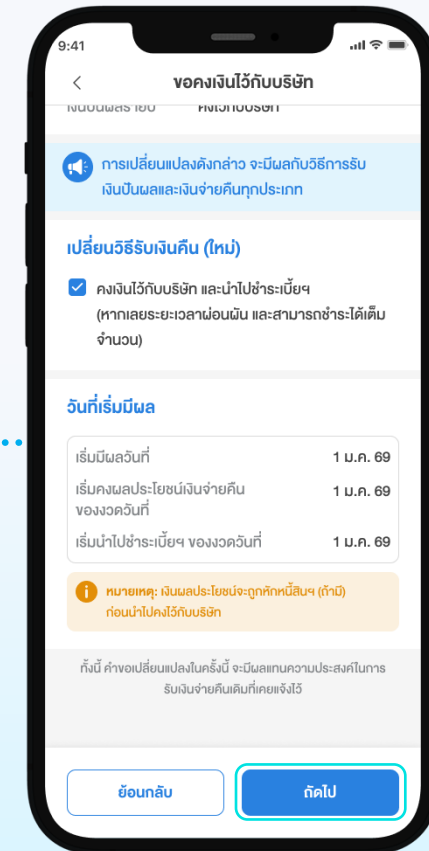 9:41
ขอคงเงินไว้กับบริษัท
การเปลี่ยนแปลงดังกล่าว จะมีผลกับวิธีการรับ
เงินปันผลและเงินจ่ายคืนทุกประเภท
เปลี่ยนวิธีรับเงินคืน (ใหม่)
คงเงินไว้กับบริษัท และนำไปชำระเบี้ยฯ
(หากเลยระยะเวลาผ่อนผัน และสามารถชำระได้เต็ม
จำนวน)
วันที่เริ่มมีผล
เริ่มมีผลวันที่ 1 ม.ค. 69
เริ่มคงผลประโยชน์เงินจ่ายคืน 1 ม.ค. 69
ของงวดวันที่
เริ่มนำไปชำระเบี้ยฯ ของงวดวันที่ 1 ม.ค. 69
หมายเหตุ: เงินผลประโยชน์จะถูกหักหนี้สินฯ (ถ้ามี)
ก่อนนำไปคงไว้กับบริษัท
ทั้งนี้ คำขอเปลี่ยนแปลงในครั้งนี้ จะมีผลแทนความประสงค์ในการ
รับเงินจ่ายคืนเดิมที่เคยแจ้งไว้
ย้อนกลับ
ถัดไป